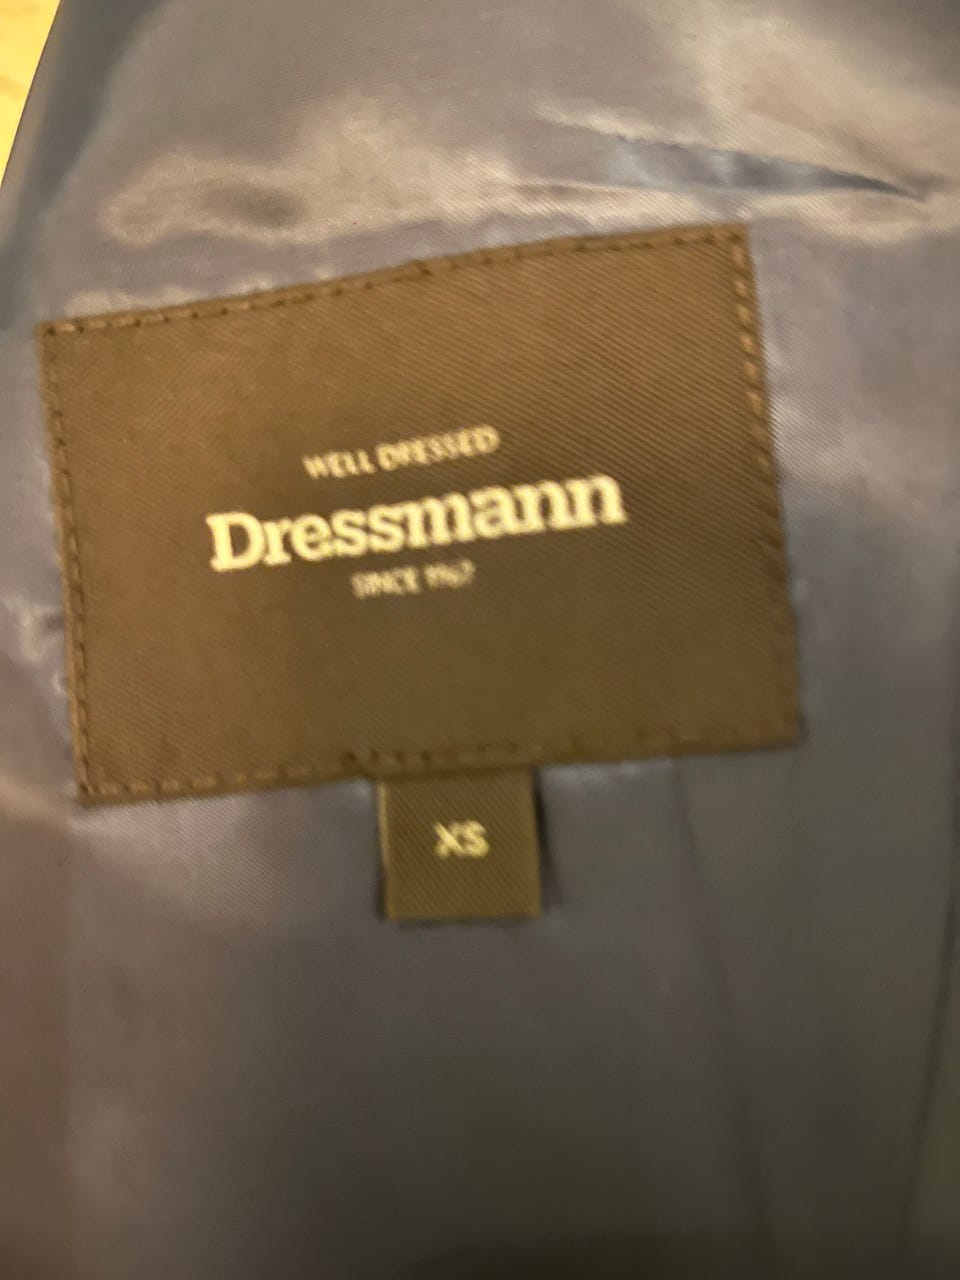 WELL DRESSED
Dressmann
SINCE 1967
XS